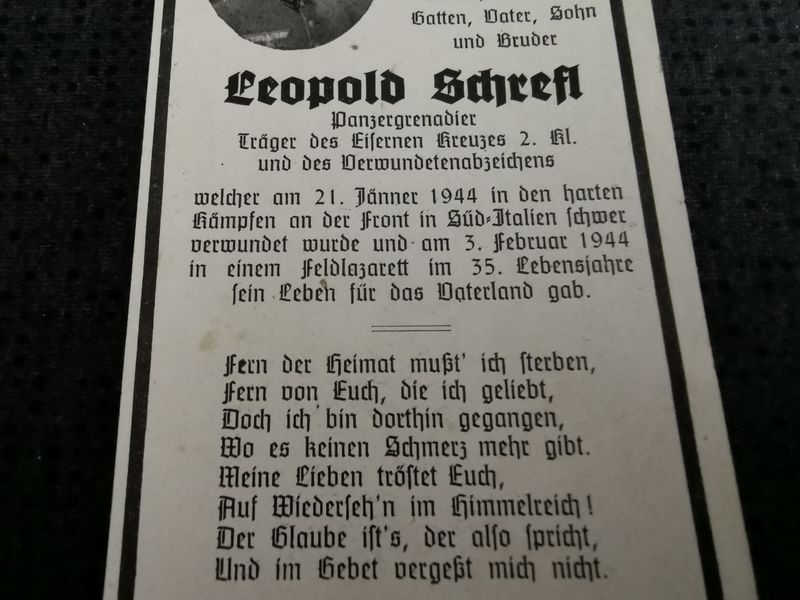 Gatten, Vater, Sohn
und Bruder
Leopold Schrefl
Panzergrenadier
Träger des Eisernen Kreuzes 2. Kl.
und des Verwundetenabzeichens
welcher am 21. Jänner 1944 in den harten
Kämpfen an der Front in Süd-Italien schwer
verwundet wurde und am 3. Februar 1944
in einem Feldlazarett im 35. Lebensjahre
sein Leben für das Vaterland gab.
Fern der Heimat mußt' ich sterben,
Fern von Euch, die ich geliebt,
Doch ich bin dorthin gegangen,
Wo es keinen Schmerz mehr gibt.
Meine Lieben tröstet Euch,
Auf Wiederseh'n im Himmelreich!
Der Glaube ist's, der also spricht,
Und im Gebet vergeßt mich nicht.